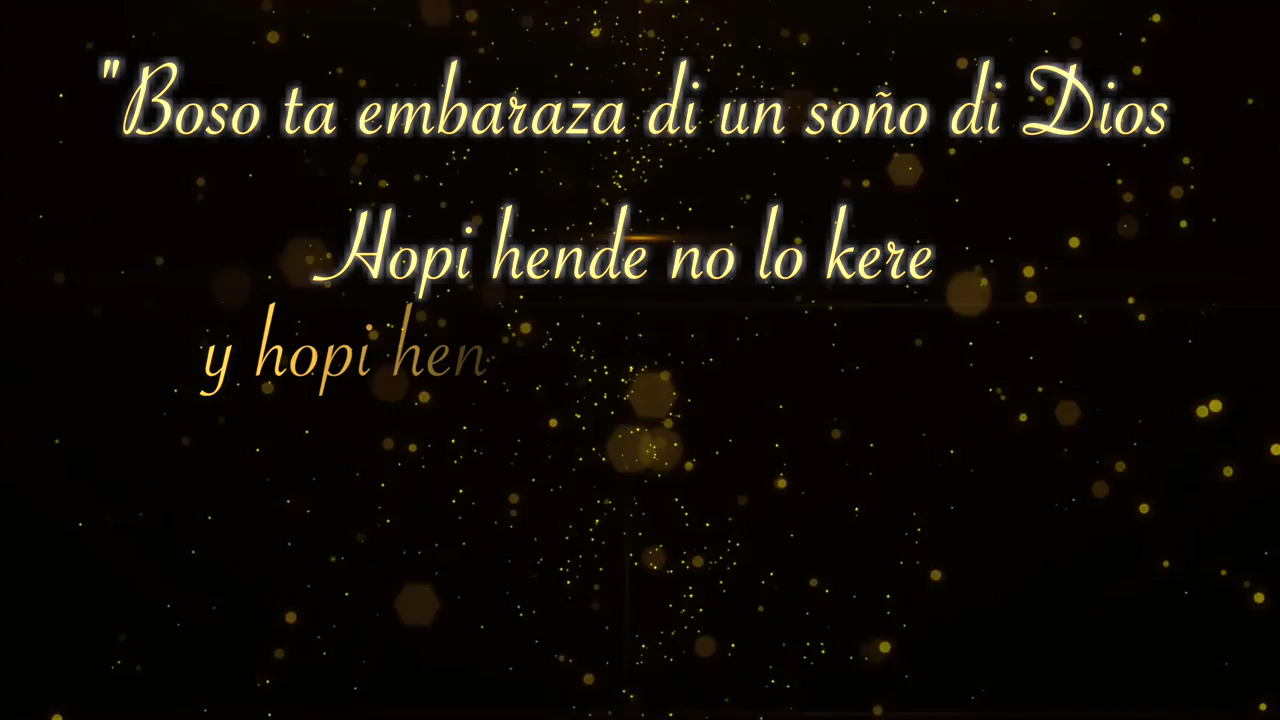 "Boso ta embaraza di un soño di Dios
Hopi hende no lo kere
y hopi hen